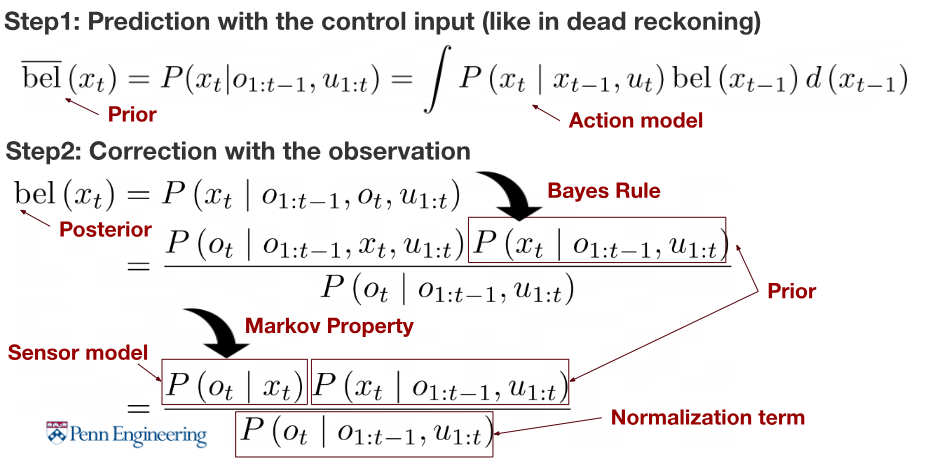 Step1: Prediction with the control input (like in dead reckoning)
$\overline{\text{bel}}(x_t) = P(x_t|o_{1:t-1}, u_{1:t}) = \int P(x_t \mid x_{t-1}, u_t)\,\text{bel}(x_{t-1})\,d(x_{t-1})$
Prior
Action model
Step2: Correction with the observation
$\text{bel}(x_t) = P(x_t \mid o_{1:t-1}, o_t, u_{1:t})$
Bayes Rule
Posterior
$= \frac{P(o_t \mid o_{1:t-1}, x_t, u_{1:t})\,P(x_t \mid o_{1:t-1}, u_{1:t})}{P(o_t \mid o_{1:t-1}, u_{1:t})}$
Prior
Markov Property
Sensor model
$= \frac{P(o_t \mid x_t)\,P(x_t \mid o_{1:t-1}, u_{1:t})}{P(o_t \mid o_{1:t-1}, u_{1:t})}$
Normalization term
Penn Engineering